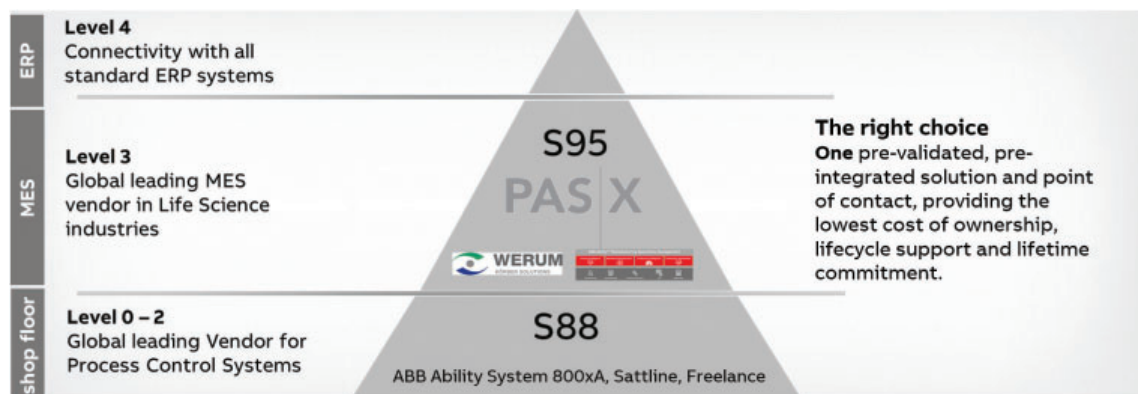 ERP
Level 4
Connectivity with all
standard ERP systems
MES
Level 3
Global leading MES
vendor in Life Science
industries
S95
PAS X
WERUM
The right choice
One pre-validated, pre-
integrated solution and point
of contact, providing the
lowest cost of ownership,
lifecycle support and lifetime
commitment.
shop floor
Level 0 – 2
Global leading Vendor for
Process Control Systems
S88
ABB Ability System 800xA, Sattline, Freelance